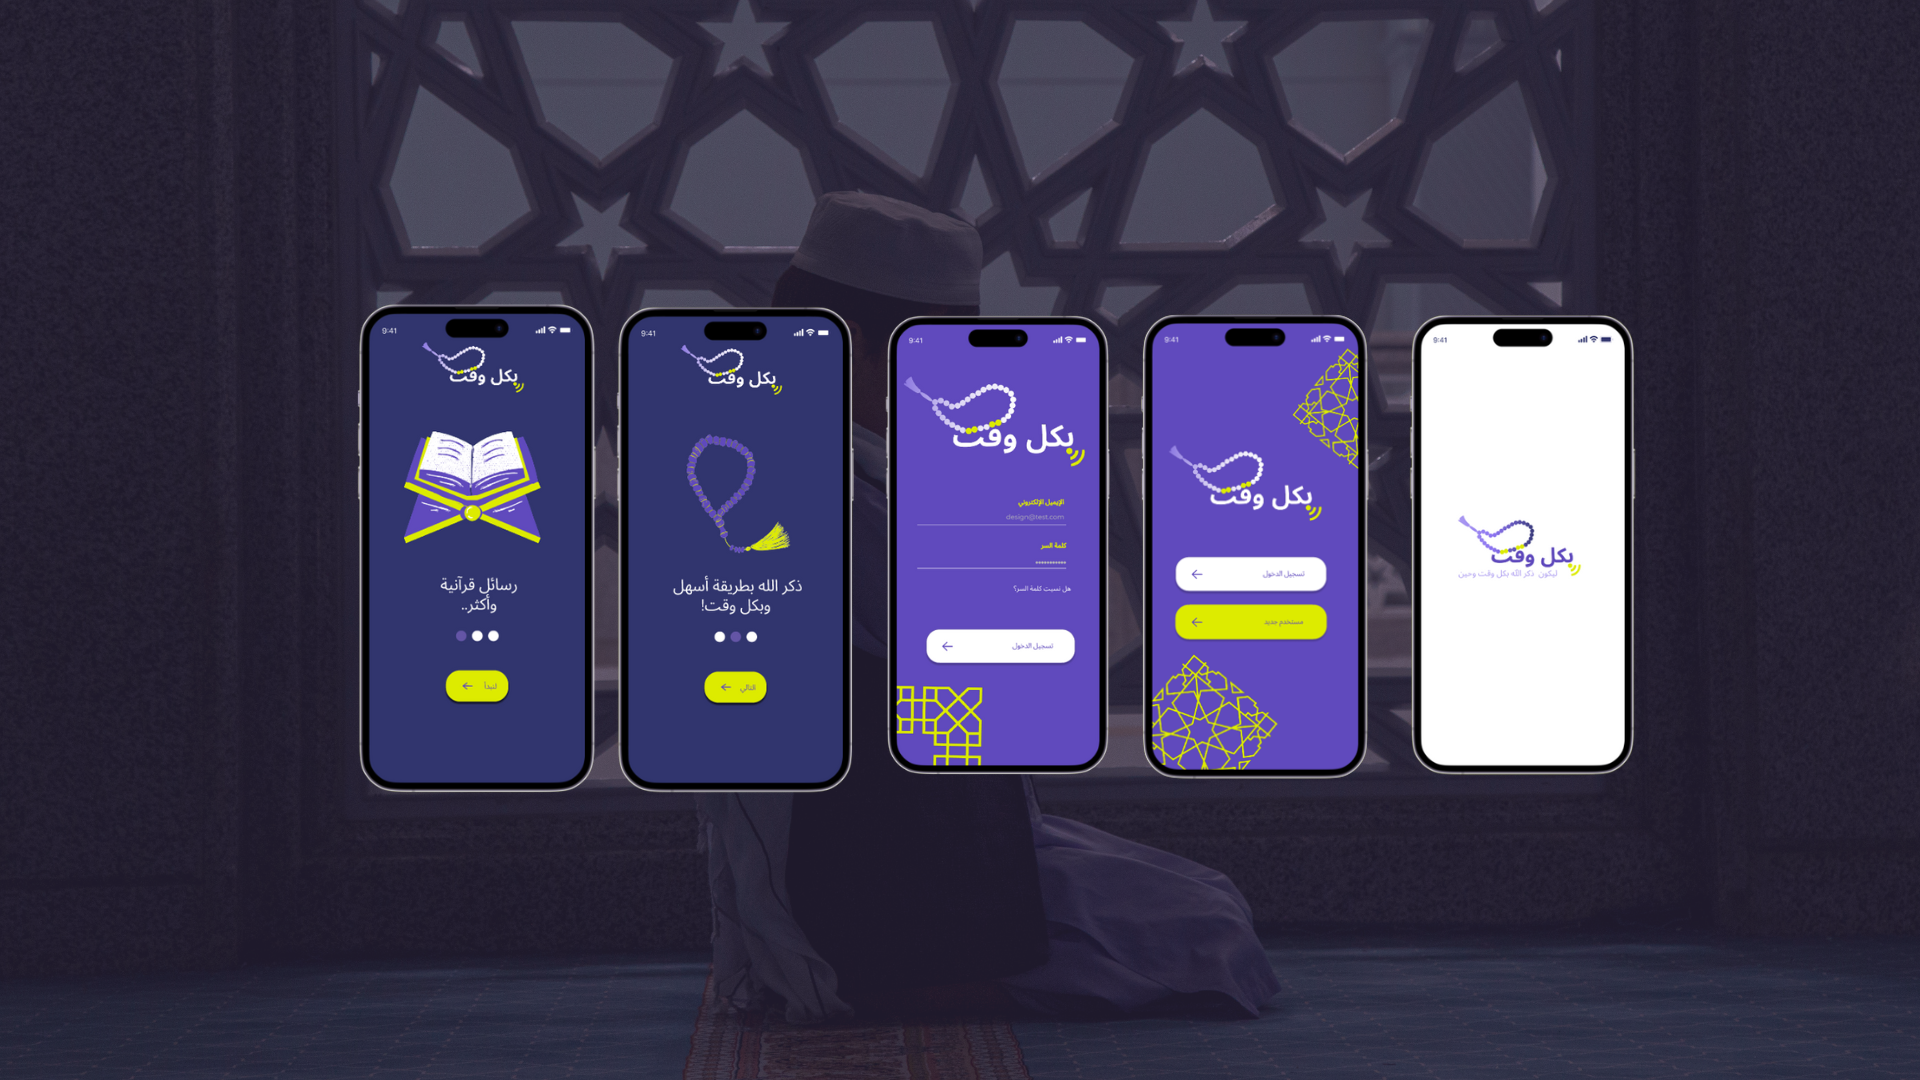 9:41
بكل وقت
ليكون ذكر الله بكل وقت وحين
9:41
بكل وقت
تسجيل الدخول
مستخدم جديد
9:41
بكل وقت
الإيميل الإلكتروني
design@test.com
كلمة السر
***********
هل نسيت كلمة السر؟
تسجيل الدخول
9:41
بكل وقت
ذكر الله بطريقة أسهل
وبكل وقت!
التالي
9:41
بكل وقت
رسائل قرآنية
وأكثر..
لنبدأ